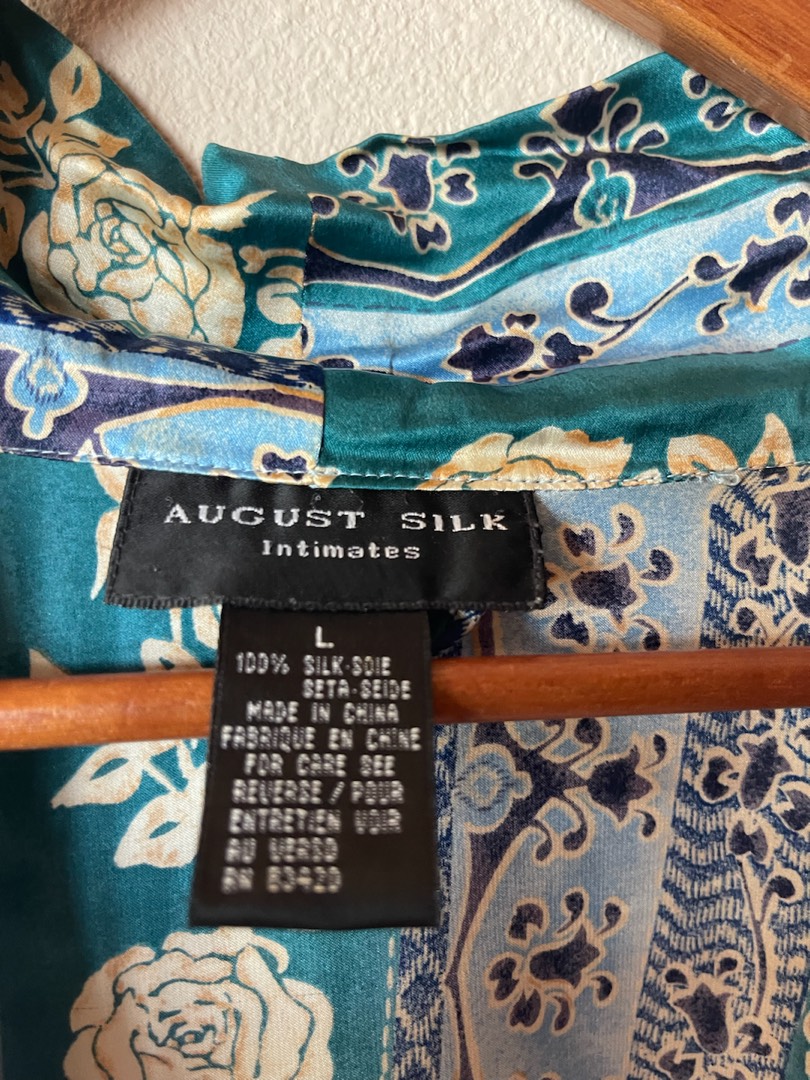 AUGUST SILK
Intimates
L
100% SILK-SOIE
SETA-SEIDE
MADE IN CHINA
FABRIQUE EN CHINE
FOR CARE SEE
REVERSE / POUR
ENTRETIEN VOIR
AU VERSO
RN